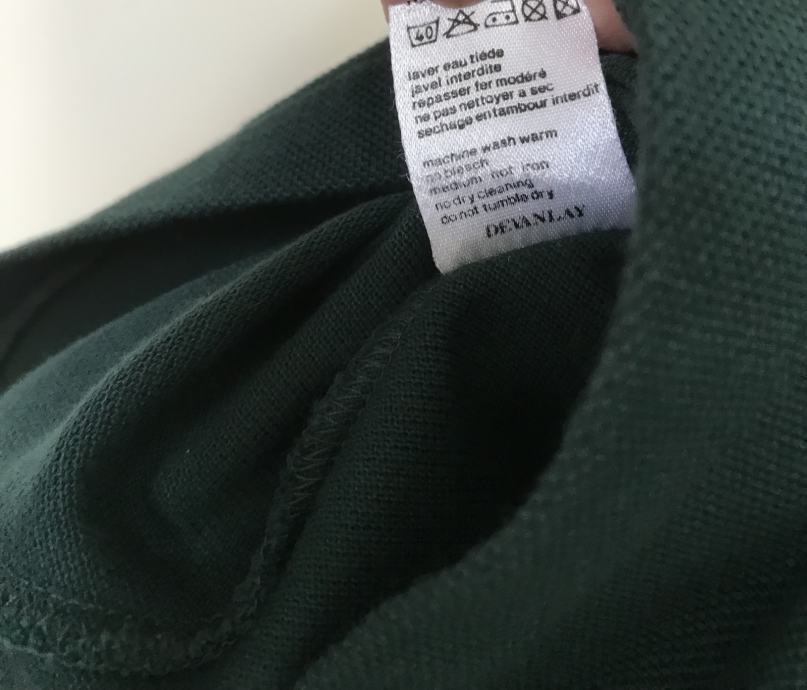 40
laver eau tiède
javel interdite
repasser fer modéré
ne pas nettoyer a sec
sechage en tambour interdit
machine wash warm
no bleach
medium hot iron
no dry cleaning
do not tumble dry
DEVANLAY